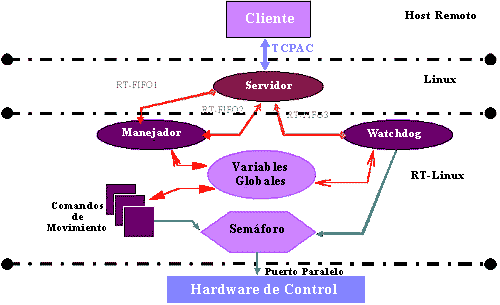 Cliente
Host Remoto
TCPAC
RT-FIFO1
Servidor
Linux
RT-FIFO2
RT-FIFO3
Manejador
Watchdog
Variables
Globales
RT-Linux
Comandos
de
Movimiento
Semáforo
Puerto Paralelo
Hardware de Control